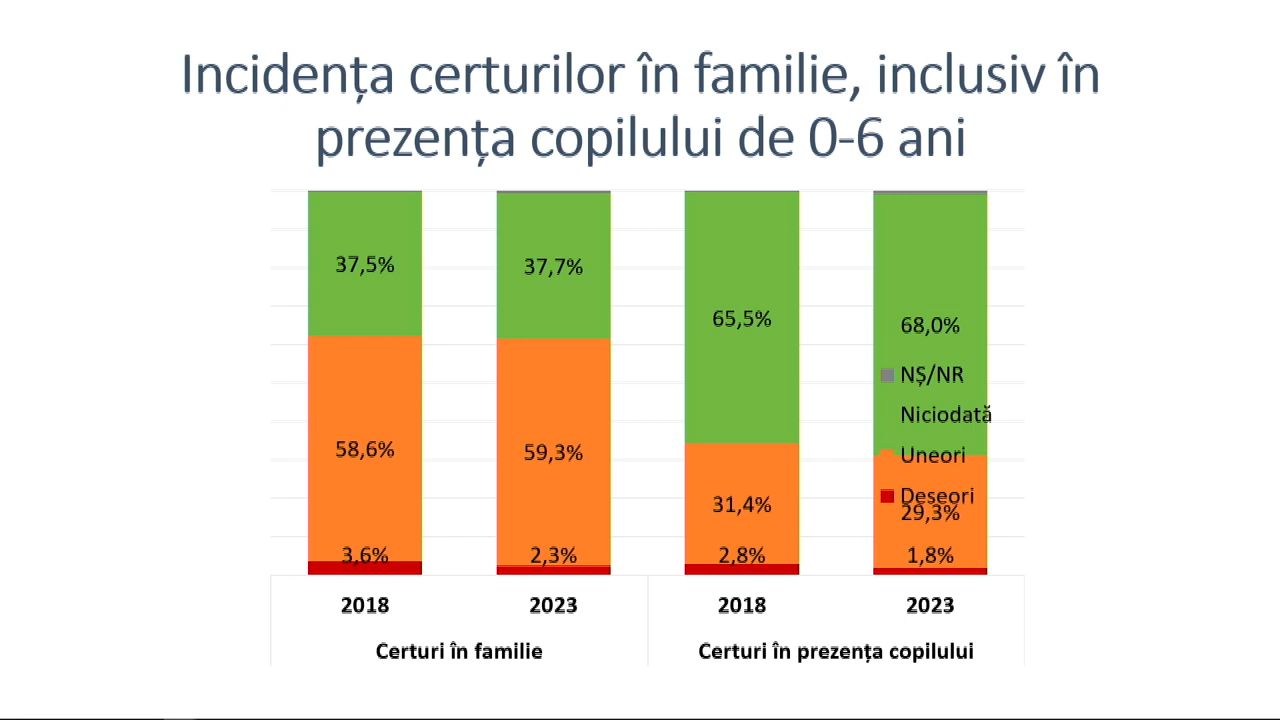 Incidența certurilor în familie, inclusiv în
prezența copilului de 0-6 ani
37,5%
37,7%
65,5%
68,0%
NȘ/NR
Niciodată
58,6%
59,3%
Uneori
31,4%
Deseori
29,3%
3,6%
2,3%
2,8%
1,8%
2018
2023
2018
2023
Certuri în familie
Certuri în prezența copilului